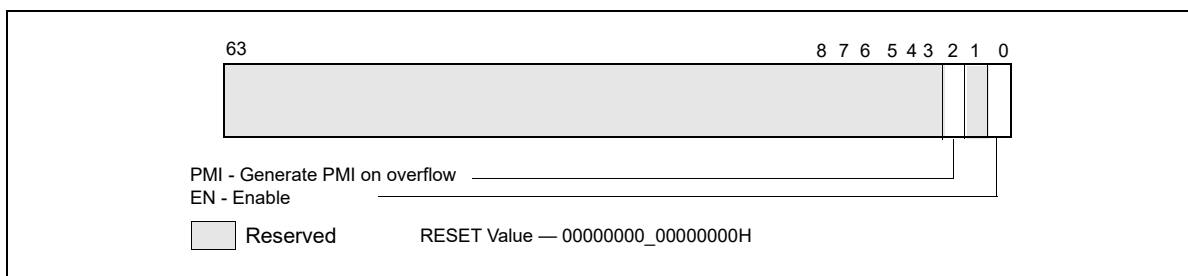 63 8 7 6 5 4 3 2 1 0
PMI - Generate PMI on overflow
EN - Enable
Reserved RESET Value — 00000000_00000000H